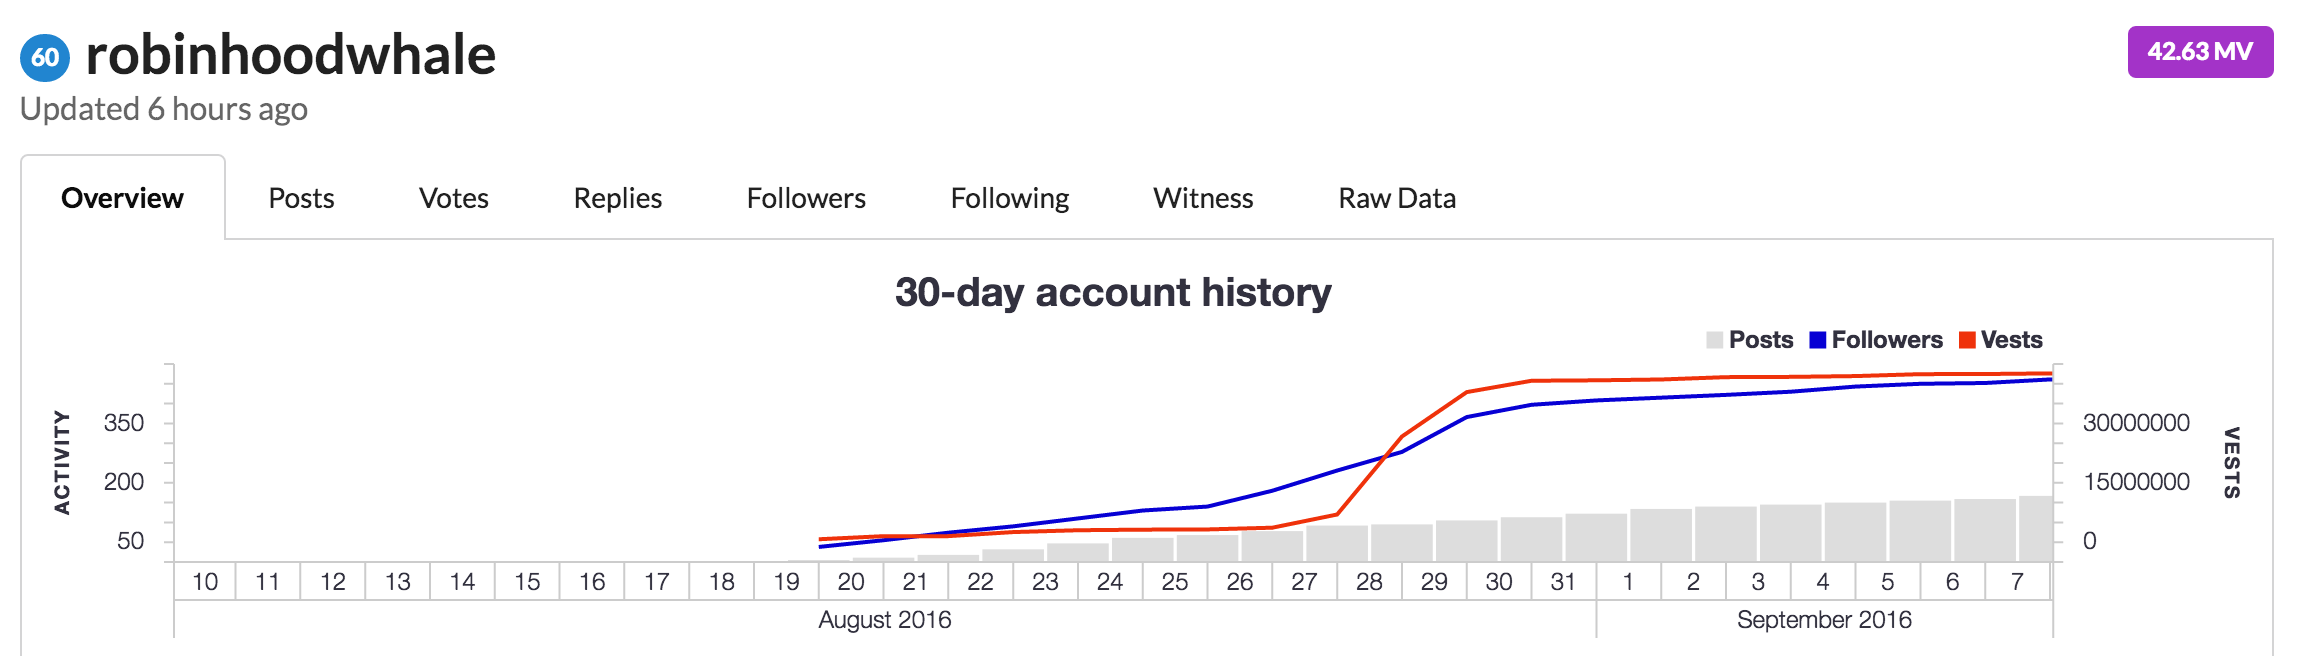 60 robinhoodwhale
42.63 MV
Updated 6 hours ago
Overview Posts Votes Replies Followers Following Witness Raw Data
30-day account history
Posts Followers Vests
ACTIVITY
350
200
50
30000000
15000000
0
VESTS
10 11 12 13 14 15 16 17 18 19 20 21 22 23 24 25 26 27 28 29 30 31 1 2 3 4 5 6 7
August 2016 September 2016